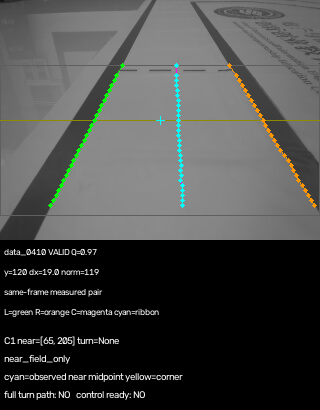 data_0410 VALID Q=0.97
y=120 dx=19.0 norm=119
same-frame measured pair
L=green R=orange C=magenta cyan=ribbon
C1 near=[65, 205] turn=None
near_field_only
cyan=observed near midpoint yellow=corner
full turn path: NO control ready: NO